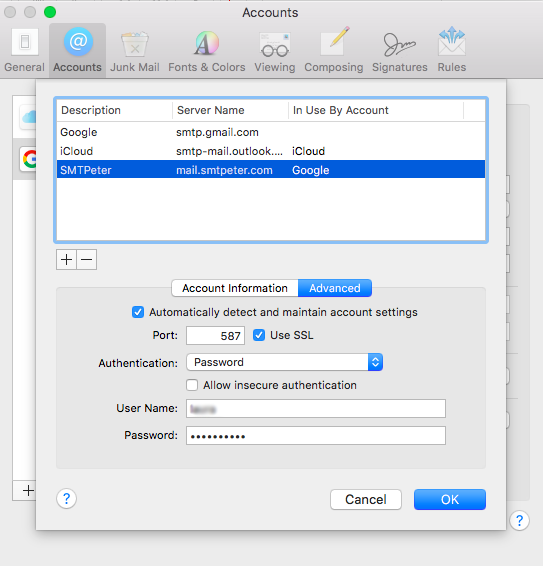 Accounts
General Accounts Junk Mail Fonts & Colors Viewing Composing Signatures Rules
Description Server Name In Use By Account
Google smtp.gmail.com
iCloud smtp-mail.outlook.... iCloud
SMTPeter mail.smtpeter.com Google
+ −
Account Information Advanced
Automatically detect and maintain account settings
Port: 587 Use SSL
Authentication: Password
Allow insecure authentication
User Name:
Password: ••••••••••
? Cancel OK
+
?